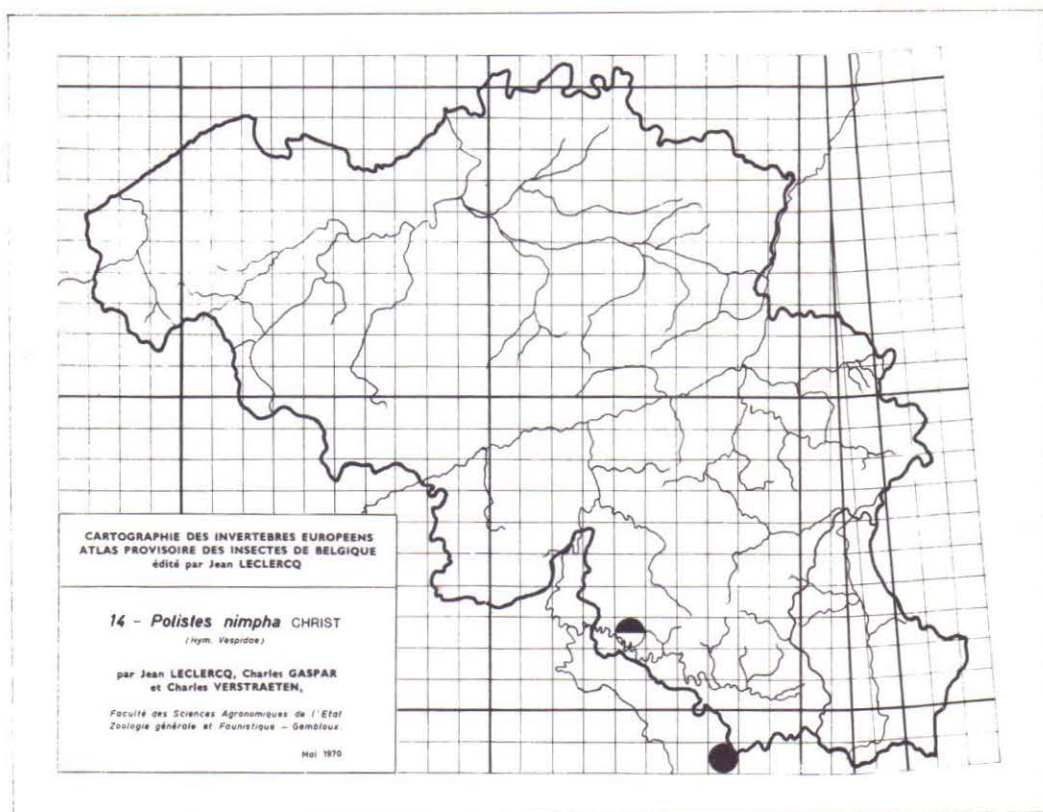 CARTOGRAPHIE DES INVERTEBRES EUROPEENS
ATLAS PROVISOIRE DES INSECTES DE BELGIQUE
édité par Jean LECLERCQ
14 – Polistes nimpha CHRIST
(Hym. Vespidae)
par Jean LECLERCQ, Charles GASPAR
et Charles VERSTRAETEN,
Faculté des Sciences Agronomiques de l'Etat
Zoologie générale et Faunistique – Gembloux.
Mai 1970